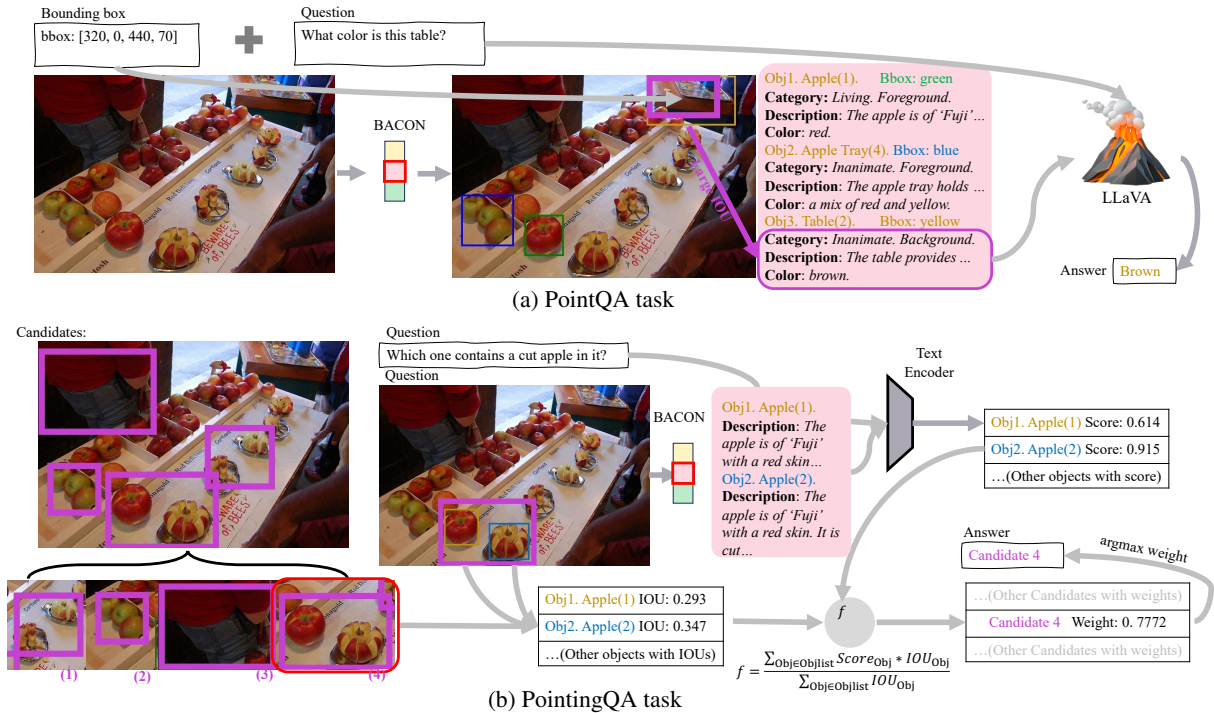 Bounding box
bbox: [320, 0, 440, 70]
Question
What color is this table?
BACON
Large IOU
BEWARE
of BEES
Obj1. Apple(1). Bbox: green
Category: Living. Foreground.
Description: The apple is of ‘Fuji’…
Color: red.
Obj2. Apple Tray(4). Bbox: blue
Category: Inanimate. Foreground.
Description: The apple tray holds …
Color: a mix of red and yellow.
Obj3. Table(2). Bbox: yellow
Category: Inanimate. Background.
Description: The table provides …
Color: brown.
LLaVA
Answer Brown
(a) PointQA task
Candidates:
Question
Which one contains a cut apple in it?
Question
BEWARE
of BEES
(1) (2) (3) (4)
BACON
Obj1. Apple(1).
Description: The
apple is of ‘Fuji’
with a red skin…
Obj2. Apple(2).
Description: The
apple is of ‘Fuji’
with a red skin. It is
cut…
Text
Encoder
Obj1. Apple(1) Score: 0.614
Obj2. Apple(2) Score: 0.915
…(Other objects with score)
Obj1. Apple(1) IOU: 0.293
Obj2. Apple(2) IOU: 0.347
…(Other objects with IOUs)
f
f = ∑Obj∈Objlist ScoreObj * IOUObj / ∑Obj∈Objlist IOUObj
Answer
Candidate 4
argmax weight
…(Other Candidates with weights)
Candidate 4 Weight: 0. 7772
…(Other Candidates with weights)
(b) PointingQA task